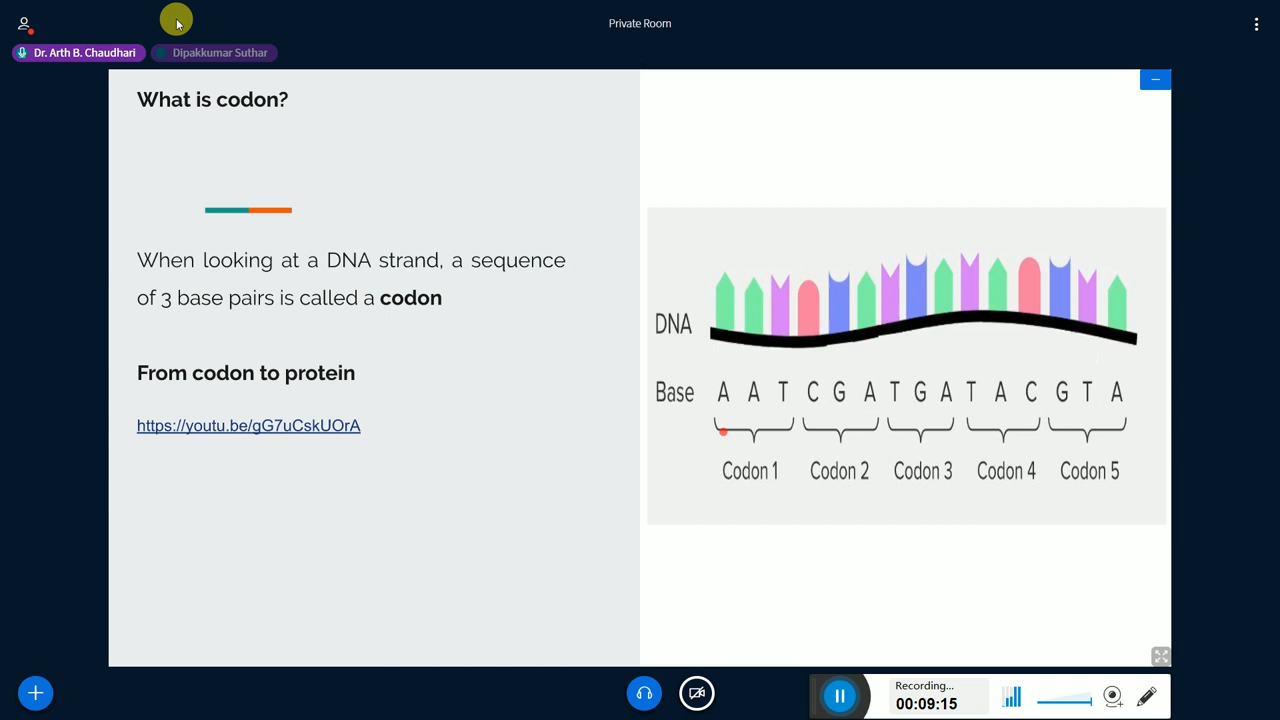 Private Room
Dr. Arth B. Chaudhari
Dipakkumar Suthar
What is codon?
When looking at a DNA strand, a sequence
of 3 base pairs is called a codon
From codon to protein
https://youtu.be/gG7uCskUOrA
DNA
Base A A T C G A T G A T A C G T A
Codon 1 Codon 2 Codon 3 Codon 4 Codon 5
Recording...
00:09:15